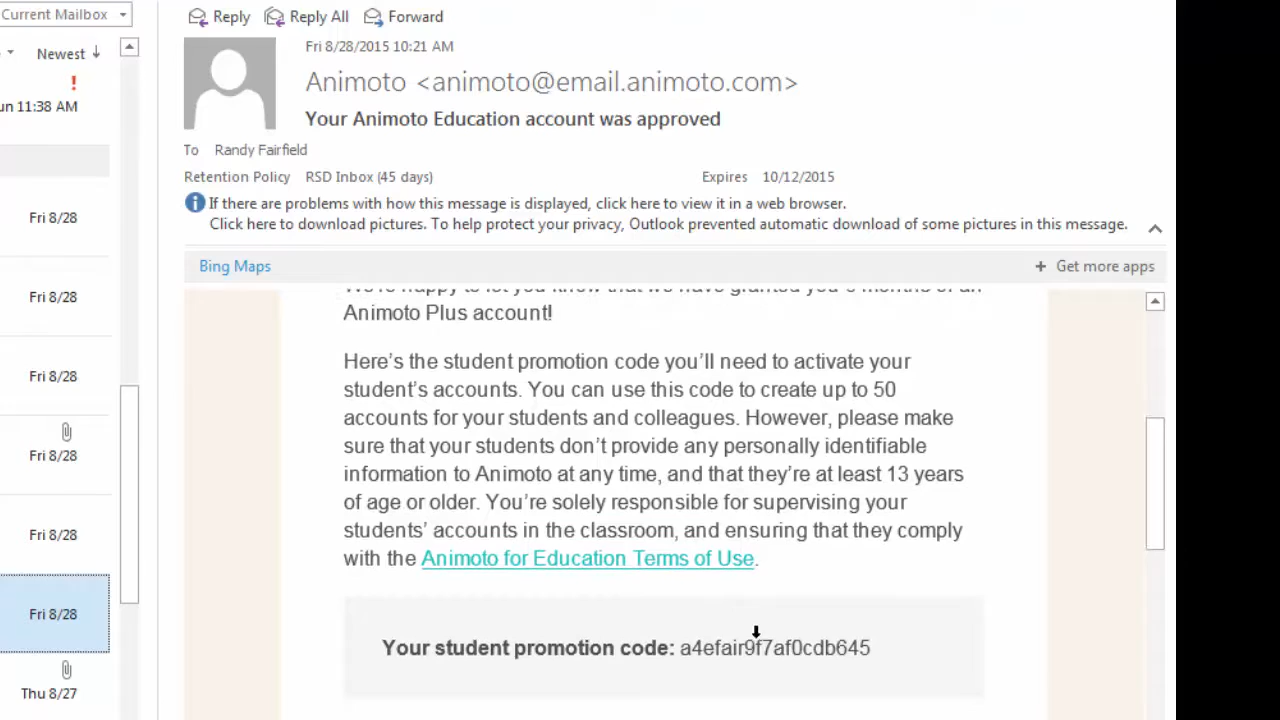 Current Mailbox
Reply Reply All Forward
Newest
Fri 8/28/2015 10:21 AM
!
Animoto <animoto@email.animoto.com>
un 11:38 AM
Your Animoto Education account was approved
To Randy Fairfield
Retention Policy RSD Inbox (45 days) Expires 10/12/2015
If there are problems with how this message is displayed, click here to view it in a web browser.
Click here to download pictures. To help protect your privacy, Outlook prevented automatic download of some pictures in this message.
Fri 8/28
Bing Maps + Get more apps
Fri 8/28
Animoto Plus account!
Here's the student promotion code you'll need to activate your
Fri 8/28
student's accounts. You can use this code to create up to 50
accounts for your students and colleagues. However, please make
sure that your students don't provide any personally identifiable
Fri 8/28
information to Animoto at any time, and that they're at least 13 years
of age or older. You're solely responsible for supervising your
students' accounts in the classroom, and ensuring that they comply
Fri 8/28
with the Animoto for Education Terms of Use.
Fri 8/28
Your student promotion code: a4efair9f7af0cdb645
Thu 8/27